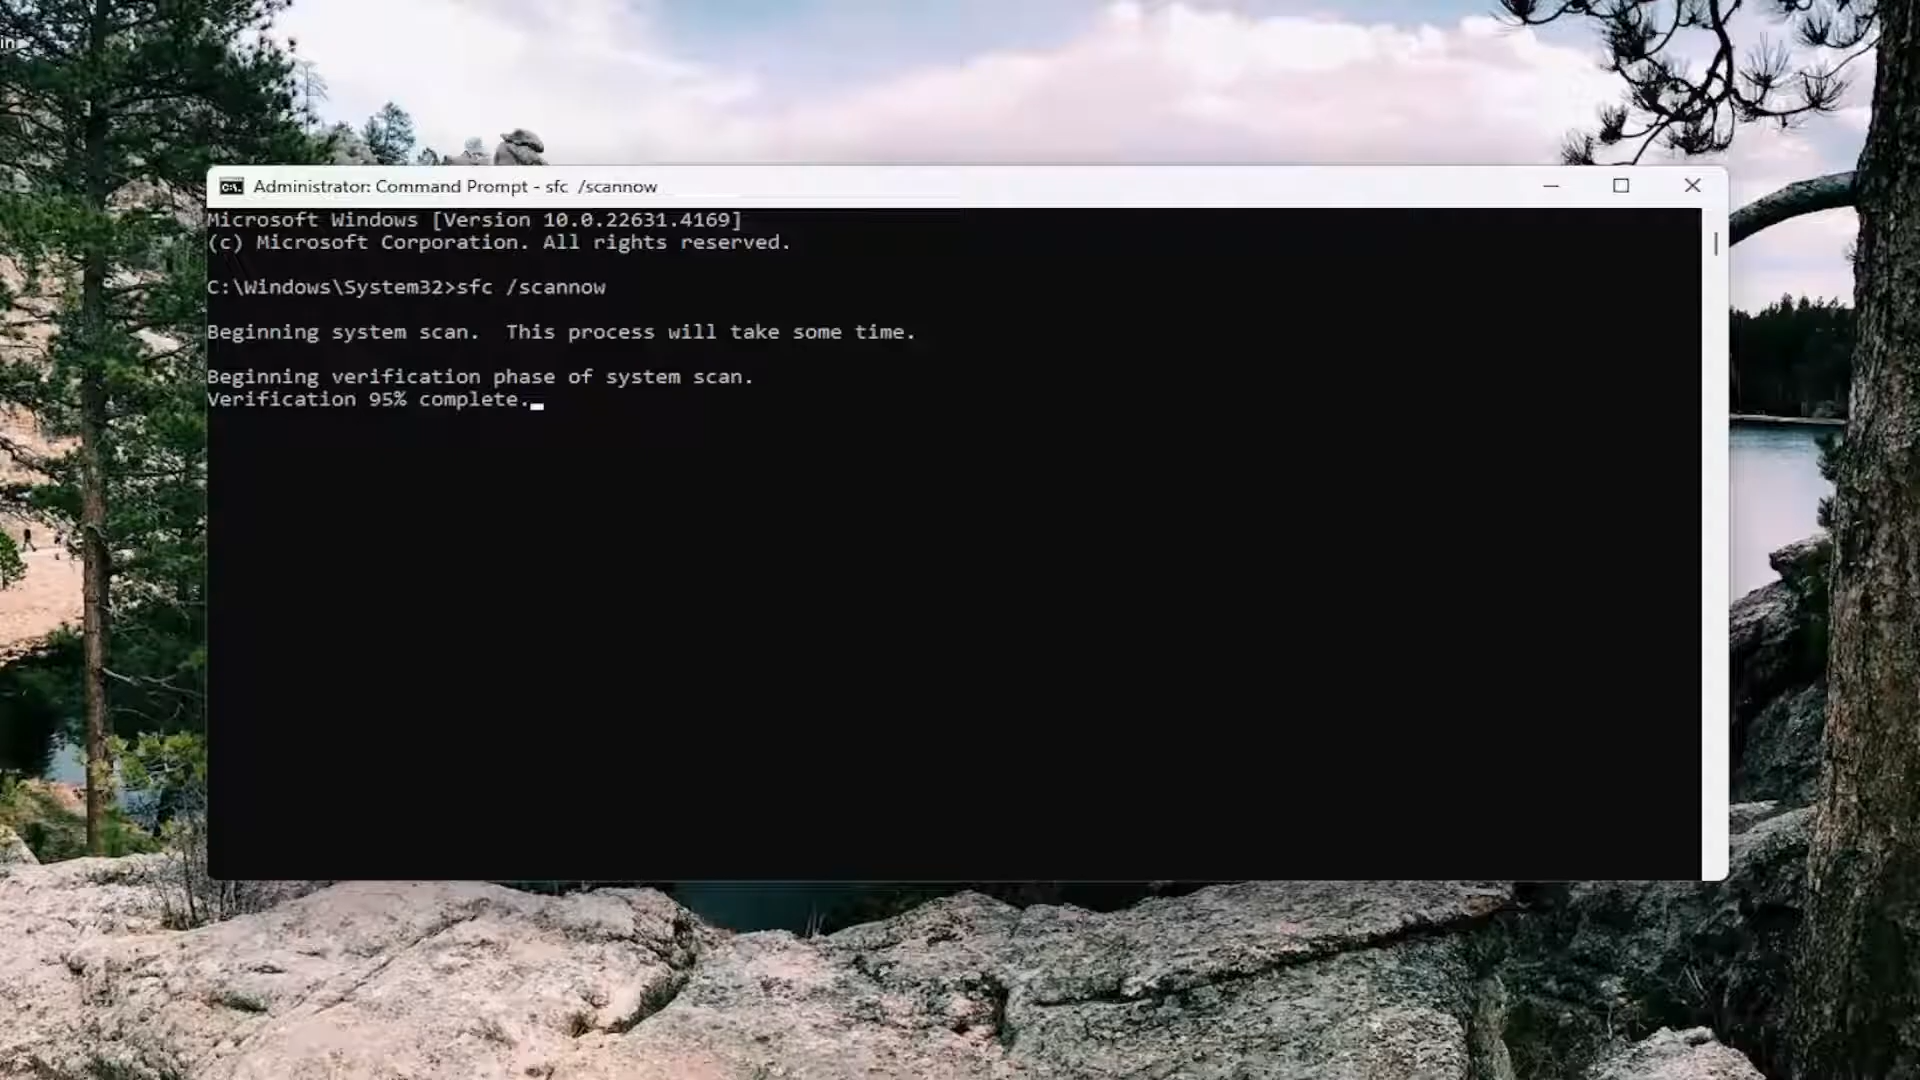 in
Administrator: Command Prompt - sfc  /scannow
Microsoft Windows [Version 10.0.22631.4169]
(c) Microsoft Corporation. All rights reserved.
C:\Windows\System32>sfc /scannow
Beginning system scan.  This process will take some time.
Beginning verification phase of system scan.
Verification 95% complete.